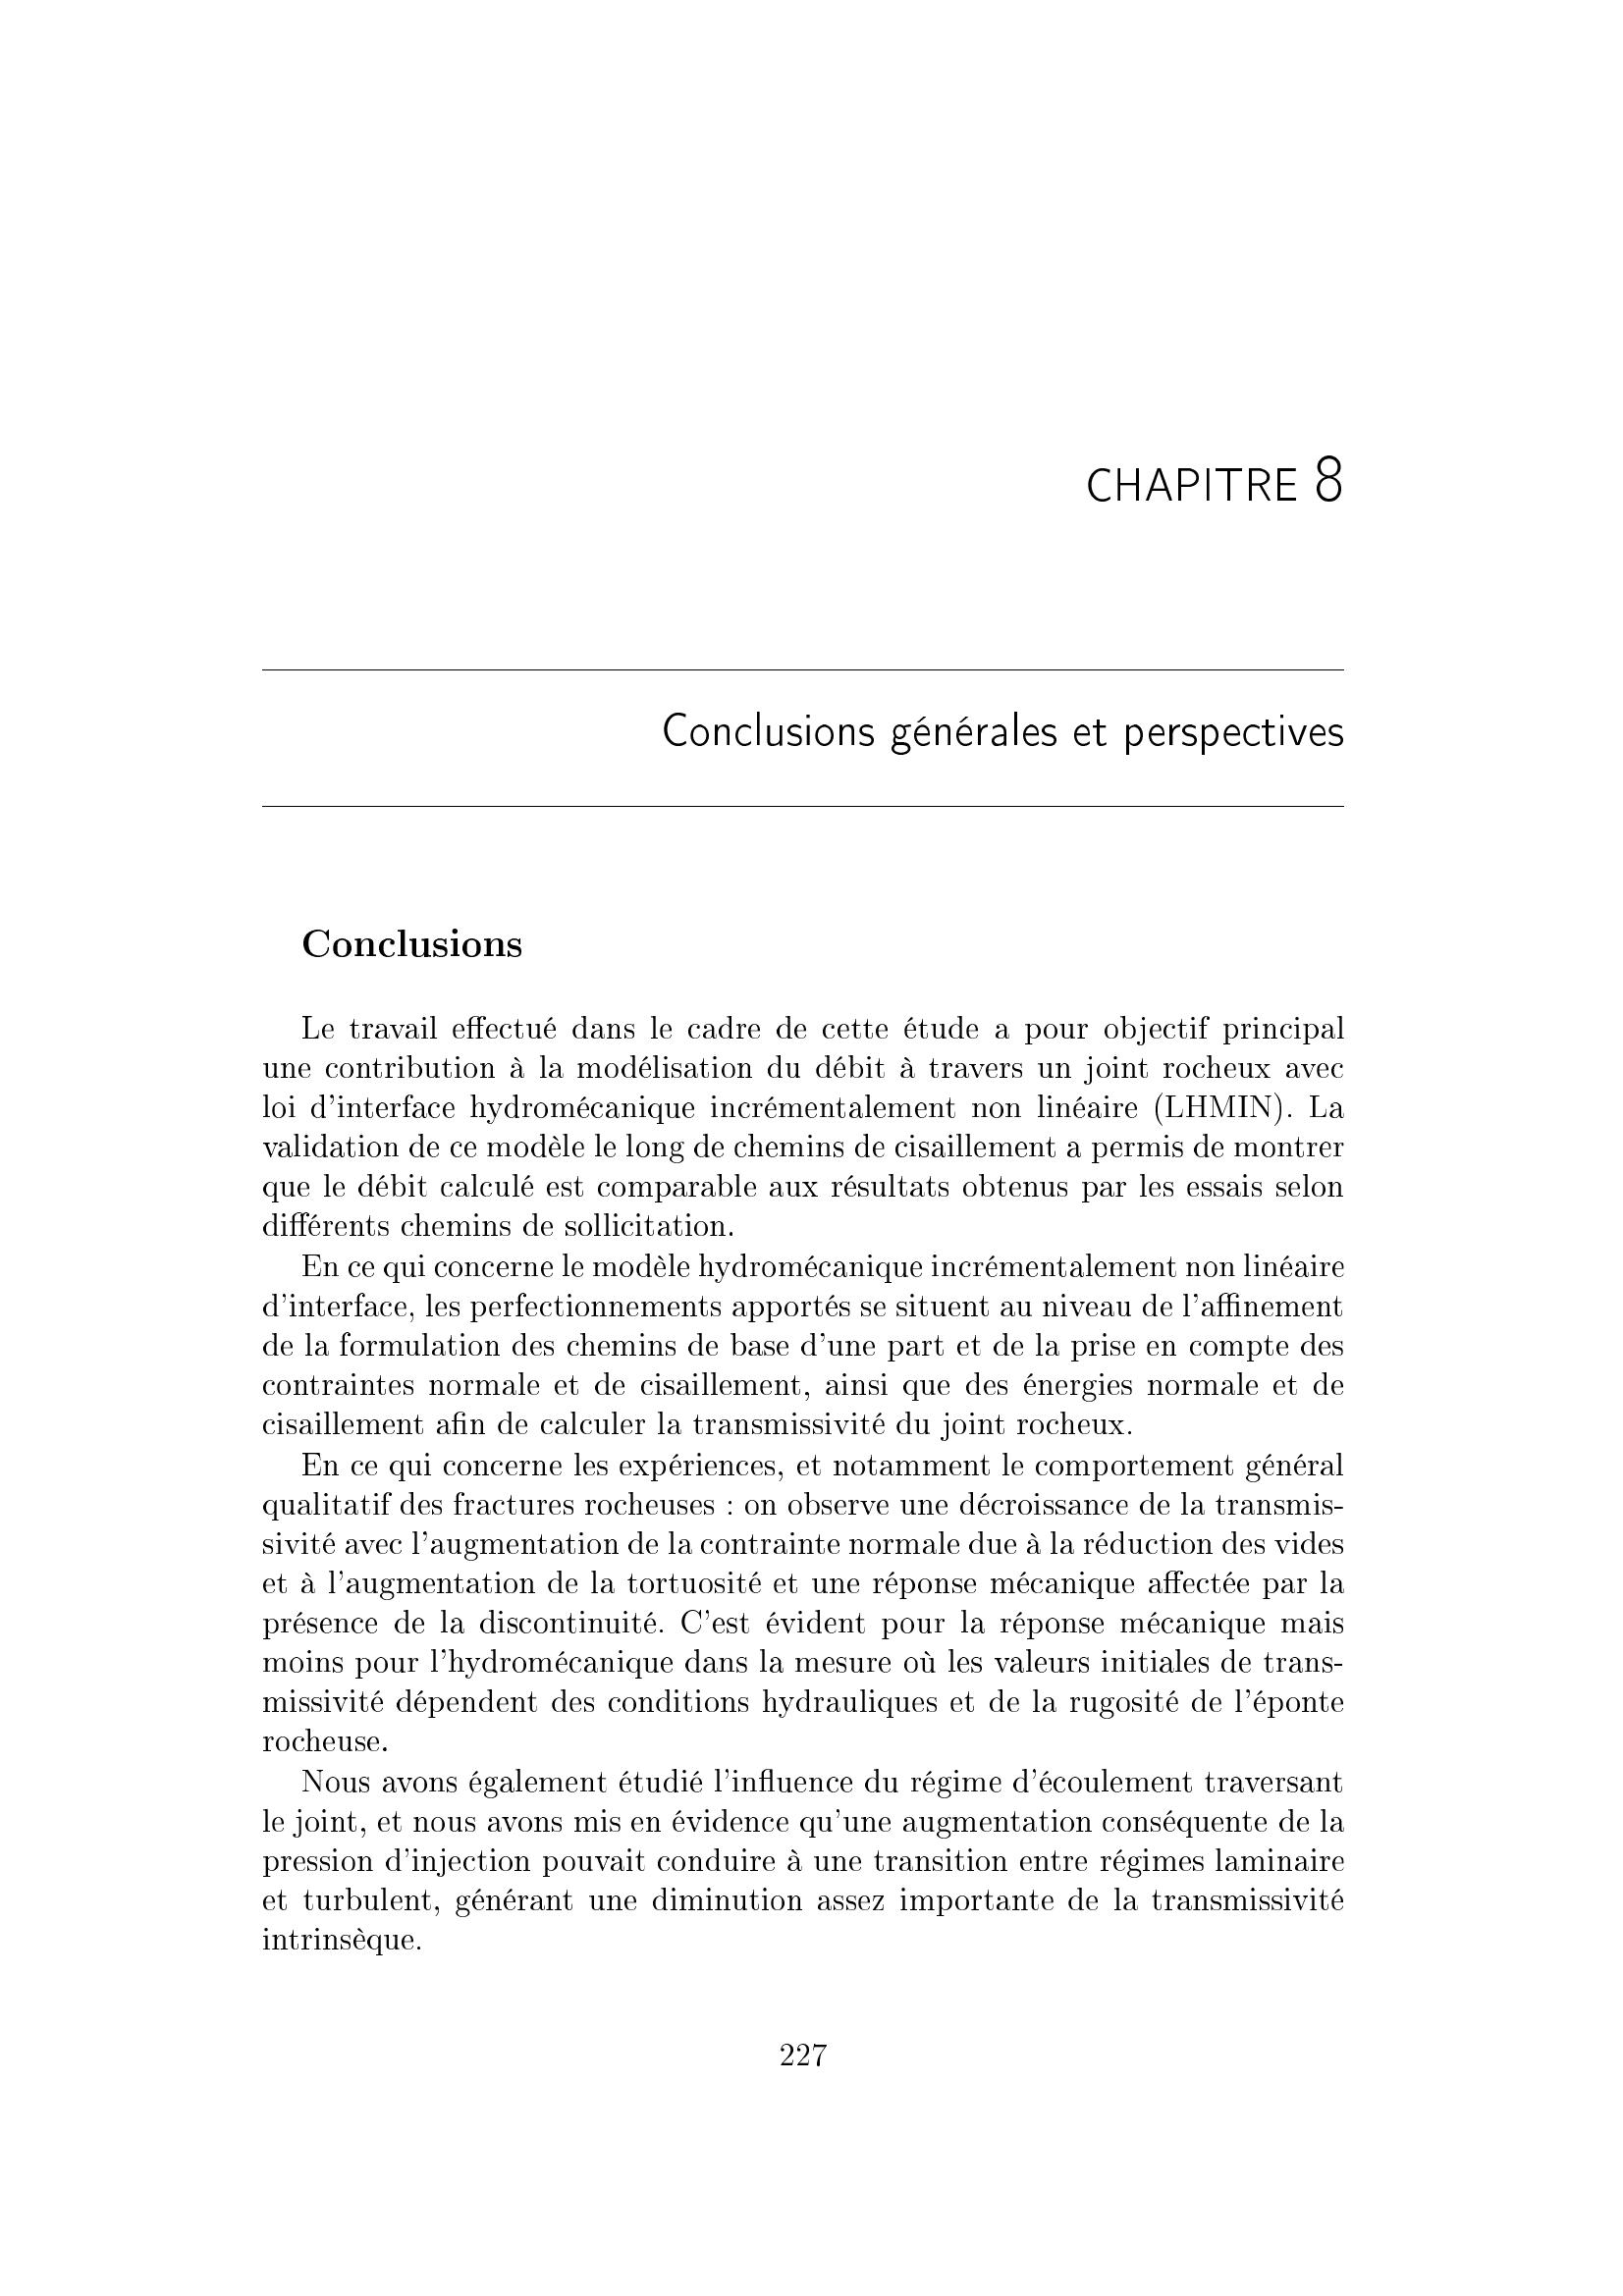 CHAPITRE 8
Conclusions générales et perspectives
Conclusions
Le travail effectué dans le cadre de cette étude a pour objectif principal
une contribution à la modélisation du débit à travers un joint rocheux avec
loi d'interface hydromécanique incrémentalement non linéaire (LHMIN). La
validation de ce modèle le long de chemins de cisaillement a permis de montrer
que le débit calculé est comparable aux résultats obtenus par les essais selon
différents chemins de sollicitation.
En ce qui concerne le modèle hydromécanique incrémentalement non linéaire
d'interface, les perfectionnements apportés se situent au niveau de l'affinement
de la formulation des chemins de base d'une part et de la prise en compte des
contraintes normale et de cisaillement, ainsi que des énergies normale et de
cisaillement afin de calculer la transmissivité du joint rocheux.
En ce qui concerne les expériences, et notamment le comportement général
qualitatif des fractures rocheuses : on observe une décroissance de la transmis-
sivité avec l'augmentation de la contrainte normale due à la réduction des vides
et à l'augmentation de la tortuosité et une réponse mécanique affectée par la
présence de la discontinuité. C'est évident pour la réponse mécanique mais
moins pour l'hydromécanique dans la mesure où les valeurs initiales de trans-
missivité dépendent des conditions hydrauliques et de la rugosité de l'éponte
rocheuse.
Nous avons également étudié l'influence du régime d'écoulement traversant
le joint, et nous avons mis en évidence qu'une augmentation conséquente de la
pression d'injection pouvait conduire à une transition entre régimes laminaire
et turbulent, générant une diminution assez importante de la transmissivité
intrinsèque.
227